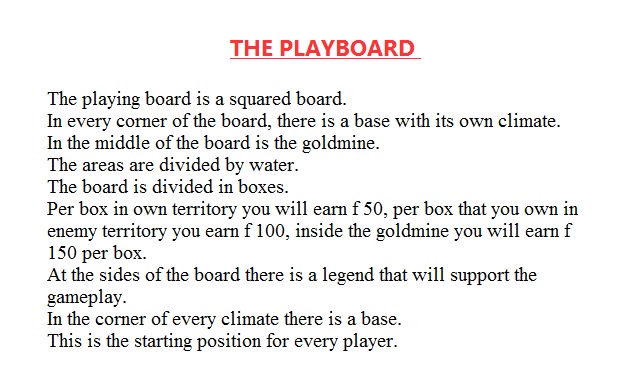 THE PLAYBOARD
The playing board is a squared board.
In every corner of the board, there is a base with its own climate.
In the middle of the board is the goldmine.
The areas are divided by water.
The board is divided in boxes.
Per box in own territory you will earn f 50, per box that you own in
enemy territory you earn f 100, inside the goldmine you will earn f
150 per box.
At the sides of the board there is a legend that will support the
gameplay.
In the corner of every climate there is a base.
This is the starting position for every player.